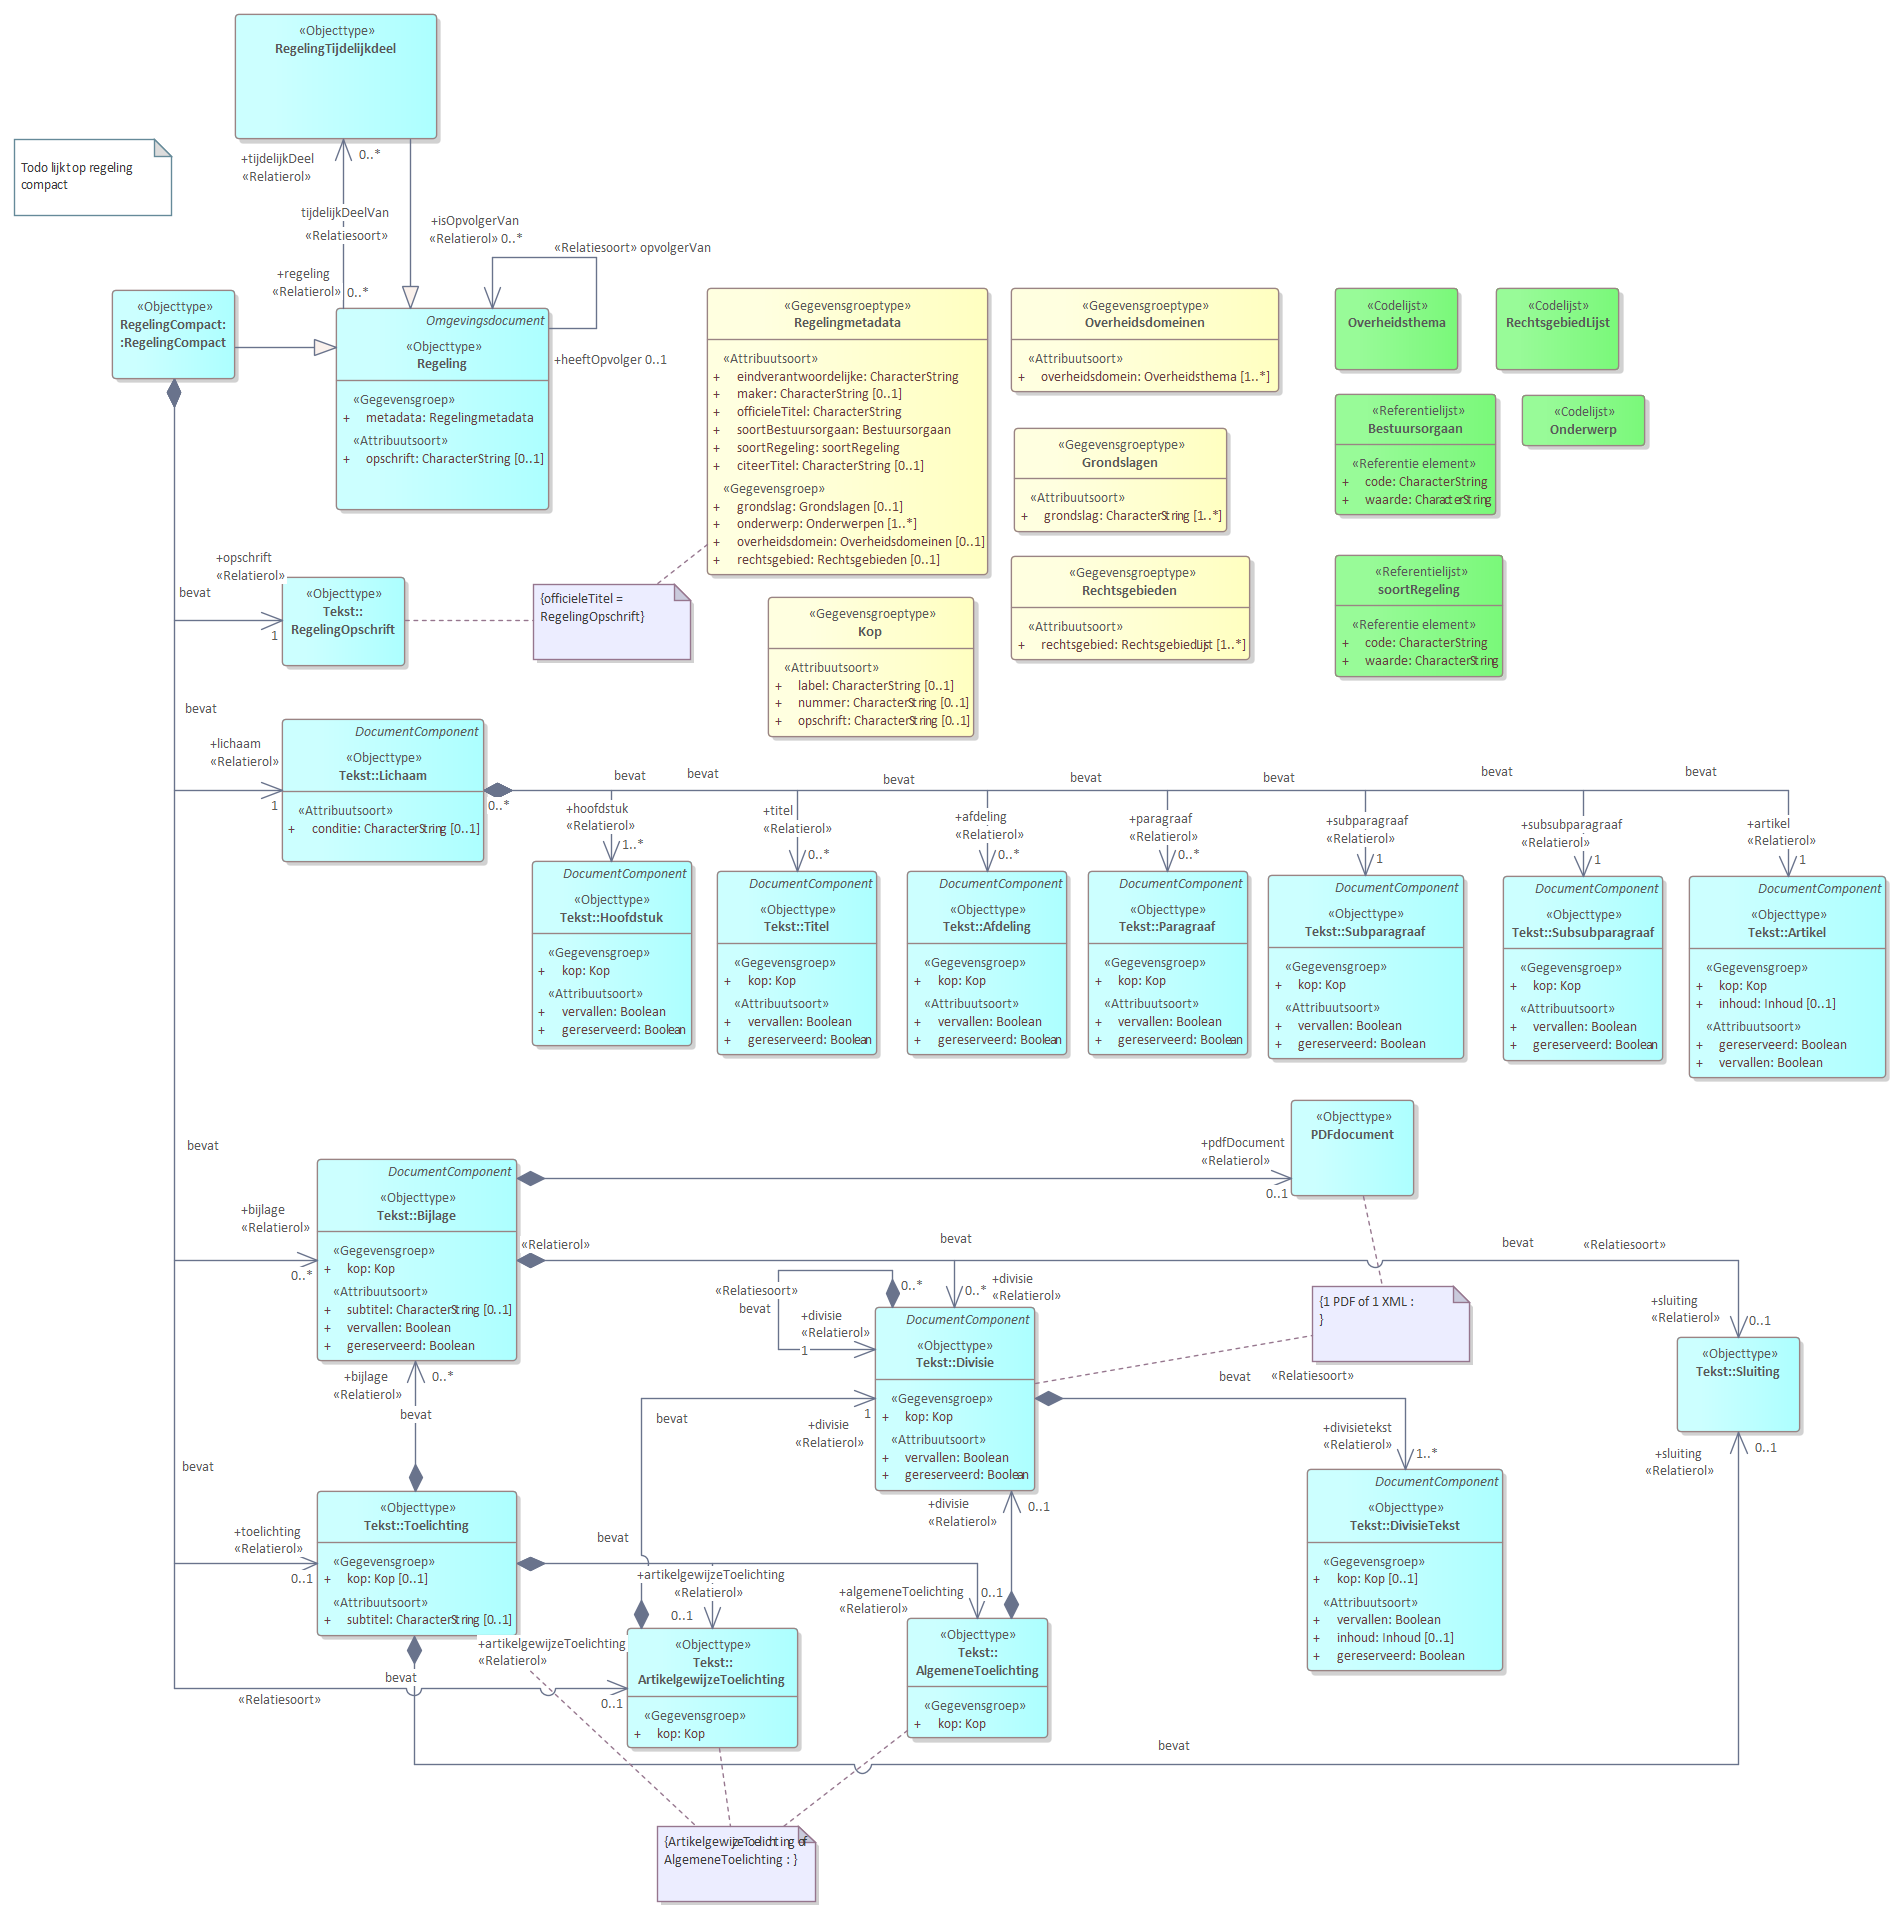 «Objecttype»
RegelingTijdelijkdeel
Todo lijkt op regeling
compact
+tijdelijkDeel
«Relatierol»
0..*
tijdelijkDeelVan
«Relatiesoort»
+regeling
«Relatierol»
0..*
+isOpvolgerVan
«Relatierol» 0..*
«Relatiesoort» opvolgerVan
+heeftOpvolger 0..1
«Objecttype»
RegelingCompact:
:RegelingCompact
Omgevingsdocument
«Objecttype»
Regeling
«Gegevensgroep»
+ metadata: Regelingmetadata
«Attribuutsoort»
+ opschrift: CharacterString [0..1]
«Gegevensgroeptype»
Regelingmetadata
«Attribuutsoort»
+ eindverantwoordelijke: CharacterString
+ maker: CharacterString [0..1]
+ officieleTitel: CharacterString
+ soortBestuursorgaan: Bestuursorgaan
+ soortRegeling: soortRegeling
+ citeerTitel: CharacterString [0..1]
«Gegevensgroep»
+ grondslag: Grondslagen [0..1]
+ onderwerp: Onderwerpen [1..*]
+ overheidsdomein: Overheidsdomeinen [0..1]
+ rechtsgebied: Rechtsgebieden [0..1]
«Gegevensgroeptype»
Overheidsdomeinen
«Attribuutsoort»
+ overheidsdomein: Overheidsthema [1..*]
«Gegevensgroeptype»
Grondslagen
«Attribuutsoort»
+ grondslag: CharacterString [1..*]
«Gegevensgroeptype»
Rechtsgebieden
«Attribuutsoort»
+ rechtsgebied: RechtsgebiedLijst [1..*]
«Codelijst»
Overheidsthema
«Codelijst»
RechtsgebiedLijst
«Referentielijst»
Bestuursorgaan
«Referentie element»
+ code: CharacterString
+ waarde: CharacterString
«Codelijst»
Onderwerp
«Referentielijst»
soortRegeling
«Referentie element»
+ code: CharacterString
+ waarde: CharacterString
«Gegevensgroeptype»
Kop
«Attribuutsoort»
+ label: CharacterString [0..1]
+ nummer: CharacterString [0..1]
+ opschrift: CharacterString [0..1]
+opschrift
«Relatierol»
bevat
1
«Objecttype»
Tekst::
RegelingOpschrift
{officieleTitel =
RegelingOpschrift}
bevat
+lichaam
«Relatierol»
1
DocumentComponent
«Objecttype»
Tekst::Lichaam
«Attribuutsoort»
+ conditie: CharacterString [0..1]
0..*
bevat
bevat
bevat
bevat
bevat
bevat
bevat
+hoofdstuk
«Relatierol»
1..*
+titel
«Relatierol»
0..*
+afdeling
«Relatierol»
0..*
+paragraaf
«Relatierol»
0..*
+subparagraaf
«Relatierol»
1
+subsubparagraaf
«Relatierol»
1
+artikel
«Relatierol»
1
DocumentComponent
«Objecttype»
Tekst::Hoofdstuk
«Gegevensgroep»
+ kop: Kop
«Attribuutsoort»
+ vervallen: Boolean
+ gereserveerd: Boolean
DocumentComponent
«Objecttype»
Tekst::Titel
«Gegevensgroep»
+ kop: Kop
«Attribuutsoort»
+ vervallen: Boolean
+ gereserveerd: Boolean
DocumentComponent
«Objecttype»
Tekst::Afdeling
«Gegevensgroep»
+ kop: Kop
«Attribuutsoort»
+ vervallen: Boolean
+ gereserveerd: Boolean
DocumentComponent
«Objecttype»
Tekst::Paragraaf
«Gegevensgroep»
+ kop: Kop
«Attribuutsoort»
+ vervallen: Boolean
+ gereserveerd: Boolean
DocumentComponent
«Objecttype»
Tekst::Subparagraaf
«Gegevensgroep»
+ kop: Kop
«Attribuutsoort»
+ vervallen: Boolean
+ gereserveerd: Boolean
DocumentComponent
«Objecttype»
Tekst::Subsubparagraaf
«Gegevensgroep»
+ kop: Kop
«Attribuutsoort»
+ vervallen: Boolean
+ gereserveerd: Boolean
DocumentComponent
«Objecttype»
Tekst::Artikel
«Gegevensgroep»
+ kop: Kop
+ inhoud: Inhoud [0..1]
«Attribuutsoort»
+ gereserveerd: Boolean
+ vervallen: Boolean
bevat
+bijlage
«Relatierol»
0..*
DocumentComponent
«Objecttype»
Tekst::Bijlage
«Gegevensgroep»
+ kop: Kop
«Attribuutsoort»
+ subtitel: CharacterString [0..1]
+ vervallen: Boolean
+ gereserveerd: Boolean
+pdfDocument
«Relatierol»
0..1
«Objecttype»
PDFdocument
«Relatierol»
bevat
bevat
«Relatiesoort»
«Relatiesoort»
bevat
0..*
0..*
+divisie
«Relatierol»
+divisie
«Relatierol»
1
{1 PDF of 1 XML :
}
+sluiting
«Relatierol»
0..1
«Objecttype»
Tekst::Sluiting
0..1
+sluiting
«Relatierol»
DocumentComponent
«Objecttype»
Tekst::Divisie
«Gegevensgroep»
+ kop: Kop
«Attribuutsoort»
+ vervallen: Boolean
+ gereserveerd: Boolean
bevat
«Relatiesoort»
+divisietekst
«Relatierol»
1..*
DocumentComponent
«Objecttype»
Tekst::DivisieTekst
«Gegevensgroep»
+ kop: Kop [0..1]
«Attribuutsoort»
+ vervallen: Boolean
+ inhoud: Inhoud [0..1]
+ gereserveerd: Boolean
+bijlage
«Relatierol»
0..*
bevat
bevat
1
+divisie
«Relatierol»
bevat
+toelichting
«Relatierol»
0..1
«Objecttype»
Tekst::Toelichting
«Gegevensgroep»
+ kop: Kop [0..1]
«Attribuutsoort»
+ subtitel: CharacterString [0..1]
bevat
+divisie
«Relatierol»
0..1
+artikelgewijzeToelichting
«Relatierol»
0..1
+algemeneToelichting
«Relatierol»
0..1
+artikelgewijzeToelichting
«Relatierol»
bevat
«Relatiesoort»
0..1
«Objecttype»
Tekst::
ArtikelgewijzeToelichting
«Gegevensgroep»
+ kop: Kop
«Objecttype»
Tekst::
AlgemeneToelichting
«Gegevensgroep»
+ kop: Kop
bevat
{ArtikelgewijzeToelichting of
AlgemeneToelichting : }